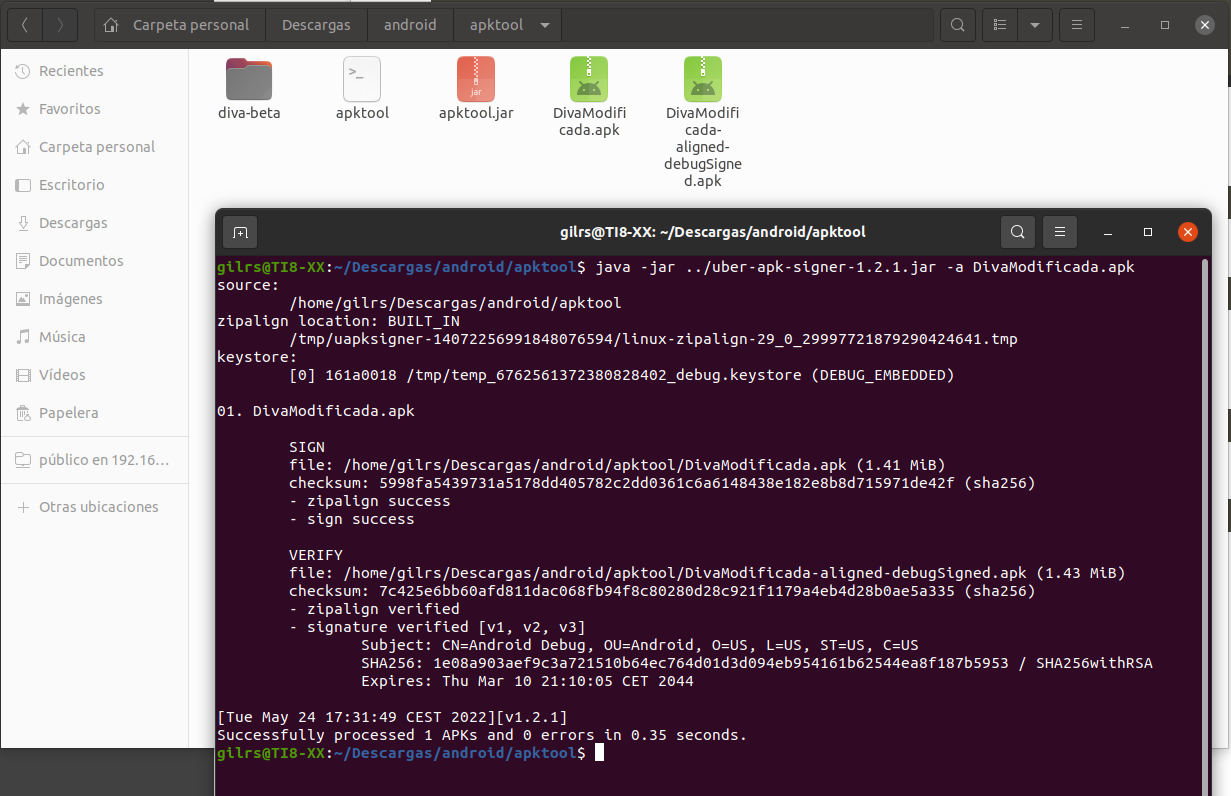 Carpeta personal
Descargas
android
apktool
Recientes
Favoritos
Carpeta personal
Escritorio
Descargas
Documentos
Imágenes
Música
Vídeos
Papelera
público en 192.16…
Otras ubicaciones
diva-beta
>_
apktool
jar
apktool.jar
DivaModifi
cada.apk
DivaModifi
cada-
aligned-
debugSigne
d.apk
gilrs@TI8-XX: ~/Descargas/android/apktool
gilrs@TI8-XX:~/Descargas/android/apktool$ java -jar ../uber-apk-signer-1.2.1.jar -a DivaModificada.apk
source:
/home/gilrs/Descargas/android/apktool
zipalign location: BUILT_IN
/tmp/uapksigner-14072256991848076594/linux-zipalign-29_0_29997721879290424641.tmp
keystore:
[0] 161a0018 /tmp/temp_6762561372380828402_debug.keystore (DEBUG_EMBEDDED)
01. DivaModificada.apk
SIGN
file: /home/gilrs/Descargas/android/apktool/DivaModificada.apk (1.41 MiB)
checksum: 5998fa5439731a5178dd405782c2dd0361c6a6148438e182e8b8d715971de42f (sha256)
- zipalign success
- sign success
VERIFY
file: /home/gilrs/Descargas/android/apktool/DivaModificada-aligned-debugSigned.apk (1.43 MiB)
checksum: 7c425e6bb60afd811dac068fb94f8c80280d28c921f1179a4eb4d28b0ae5a335 (sha256)
- zipalign verified
- signature verified [v1, v2, v3]
Subject: CN=Android Debug, OU=Android, O=US, L=US, ST=US, C=US
SHA256: 1e08a903aef9c3a721510b64ec764d01d3d094eb954161b62544ea8f187b5953 / SHA256withRSA
Expires: Thu Mar 10 21:10:05 CET 2044
[Tue May 24 17:31:49 CEST 2022][v1.2.1]
Successfully processed 1 APKs and 0 errors in 0.35 seconds.
gilrs@TI8-XX:~/Descargas/android/apktool$